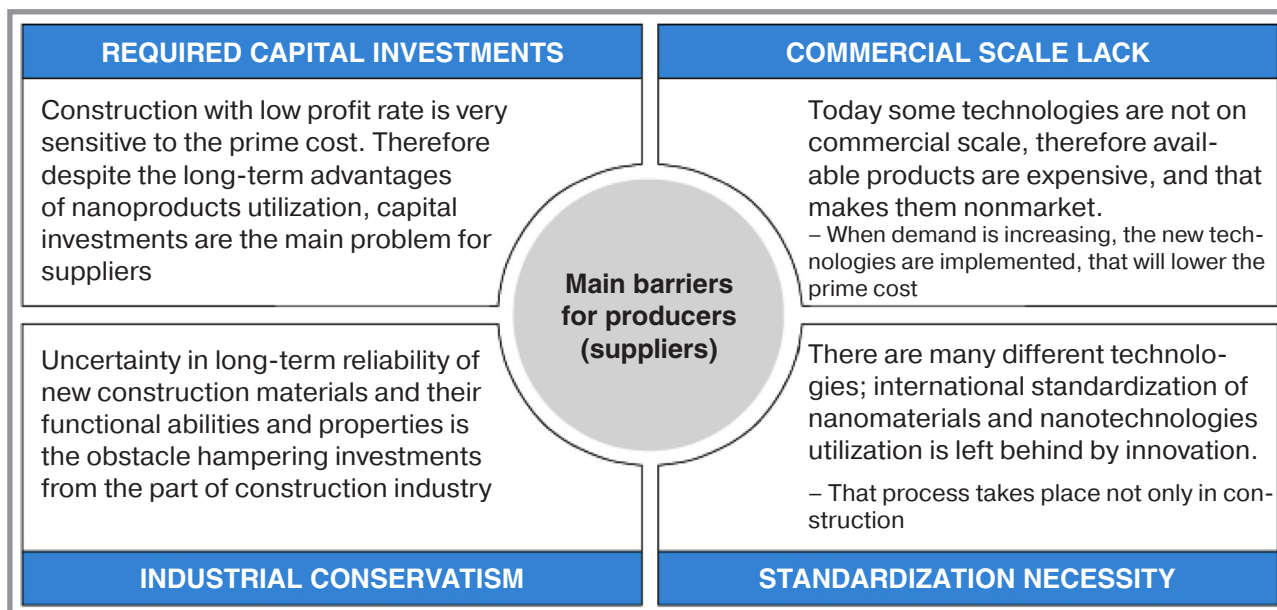 REQUIRED CAPITAL INVESTMENTS
Construction with low profit rate is very
sensitive to the prime cost. Therefore
despite the long-term advantages
of nanoproducts utilization, capital
investments are the main problem for
suppliers
COMMERCIAL SCALE LACK
Today some technologies are not on
commercial scale, therefore avail-
able products are expensive, and that
makes them nonmarket.
– When demand is increasing, the new tech-
nologies are implemented, that will lower the
prime cost
Main barriers
for producers
(suppliers)
Uncertainty in long-term reliability of
new construction materials and their
functional abilities and properties is
the obstacle hampering investments
from the part of construction industry
INDUSTRIAL CONSERVATISM
There are many different technolo-
gies; international standardization of
nanomaterials and nanotechnologies
utilization is left behind by innovation.
– That process takes place not only in con-
struction
STANDARDIZATION NECESSITY